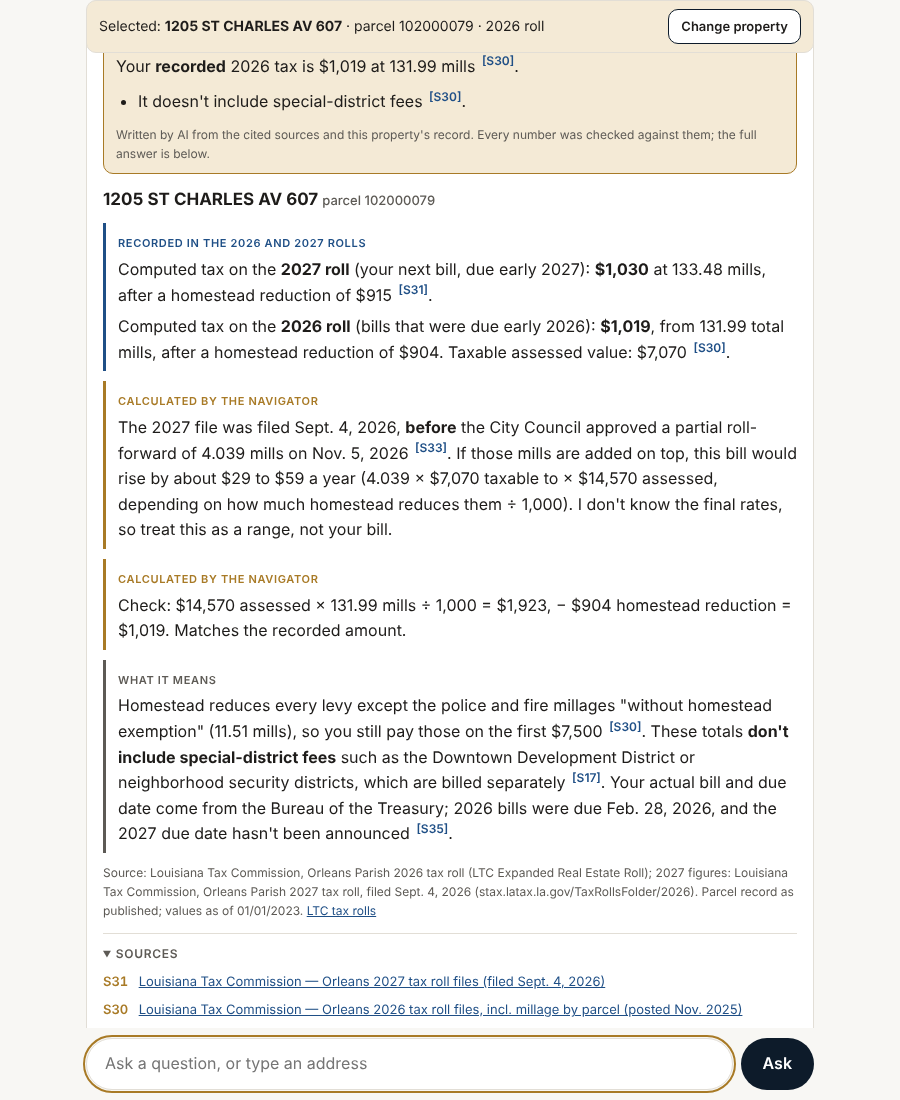 Selected: 1205 ST CHARLES AV 607 · parcel 102000079 · 2026 roll
Change property
Your recorded 2026 tax is $1,019 at 131.99 mills [S30].
• It doesn't include special-district fees [S30].
Written by AI from the cited sources and this property's record. Every number was checked against them; the full
answer is below.
1205 ST CHARLES AV 607 parcel 102000079
RECORDED IN THE 2026 AND 2027 ROLLS
Computed tax on the 2027 roll (your next bill, due early 2027): $1,030 at 133.48 mills,
after a homestead reduction of $915 [S31].
Computed tax on the 2026 roll (bills that were due early 2026): $1,019, from 131.99 total
mills, after a homestead reduction of $904. Taxable assessed value: $7,070 [S30].
CALCULATED BY THE NAVIGATOR
The 2027 file was filed Sept. 4, 2026, before the City Council approved a partial roll-
forward of 4.039 mills on Nov. 5, 2026 [S33]. If those mills are added on top, this bill would
rise by about $29 to $59 a year (4.039 × $7,070 taxable to × $14,570 assessed,
depending on how much homestead reduces them ÷ 1,000). I don't know the final rates,
so treat this as a range, not your bill.
CALCULATED BY THE NAVIGATOR
Check: $14,570 assessed × 131.99 mills ÷ 1,000 = $1,923, − $904 homestead reduction =
$1,019. Matches the recorded amount.
WHAT IT MEANS
Homestead reduces every levy except the police and fire millages "without homestead
exemption" (11.51 mills), so you still pay those on the first $7,500 [S30]. These totals don't
include special-district fees such as the Downtown Development District or
neighborhood security districts, which are billed separately [S17]. Your actual bill and due
date come from the Bureau of the Treasury; 2026 bills were due Feb. 28, 2026, and the
2027 due date hasn't been announced [S35].
Source: Louisiana Tax Commission, Orleans Parish 2026 tax roll (LTC Expanded Real Estate Roll); 2027 figures: Louisiana
Tax Commission, Orleans Parish 2027 tax roll, filed Sept. 4, 2026 (stax.latax.la.gov/TaxRollsFolder/2026). Parcel record as
published; values as of 01/01/2023. LTC tax rolls
▼ SOURCES
S31 Louisiana Tax Commission — Orleans 2027 tax roll files (filed Sept. 4, 2026)
S30 Louisiana Tax Commission — Orleans 2026 tax roll files, incl. millage by parcel (posted Nov. 2025)
Ask a question, or type an address
Ask